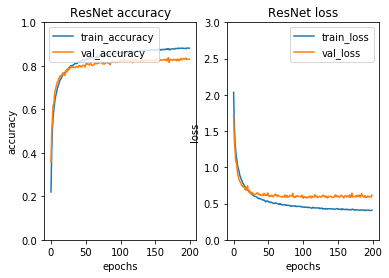 ResNet accuracy
train_accuracy
val_accuracy
1.0
0.8
0.6
0.4
0.2
0.0
accuracy
0
50
100
150
200
epochs
ResNet loss
train_loss
val_loss
3.0
2.5
2.0
1.5
1.0
0.5
0.0
loss
0
50
100
150
200
epochs